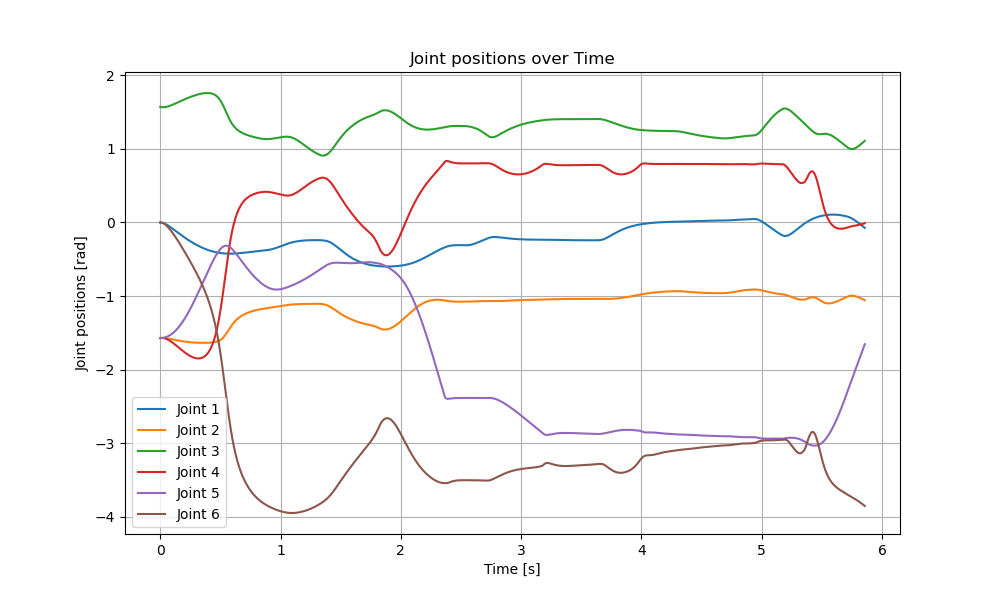 Joint positions over Time
Joint positions [rad]
2
1
0
−1
−2
−3
−4
Joint 1
Joint 2
Joint 3
Joint 4
Joint 5
Joint 6
0 1 2 3 4 5 6
Time [s]